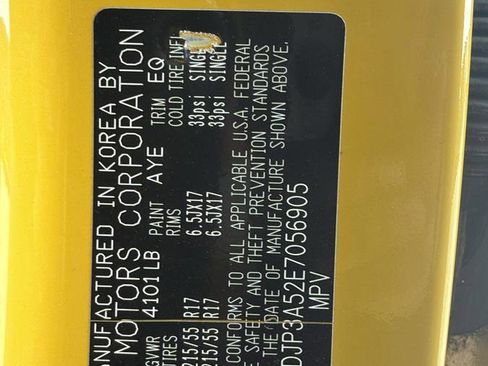 NUFACTURED IN KOREA BY
MOTORS CORPORATION
GVWR 4101LB PAINT AYE TRIM EQ
TIRES RIMS COLD TIRE INFL
215/55 R17 6.5JX17 33psi SINGLE
215/55 R17 6.5JX17 33psi SINGLE
CONFORMS TO ALL APPLICABLE U.S.A. FEDERAL
E SAFETY AND THEFT PREVENTION STANDARDS
THE DATE OF MANUFACTURE SHOWN ABOVE.
DJP3A52E7056905
MPV